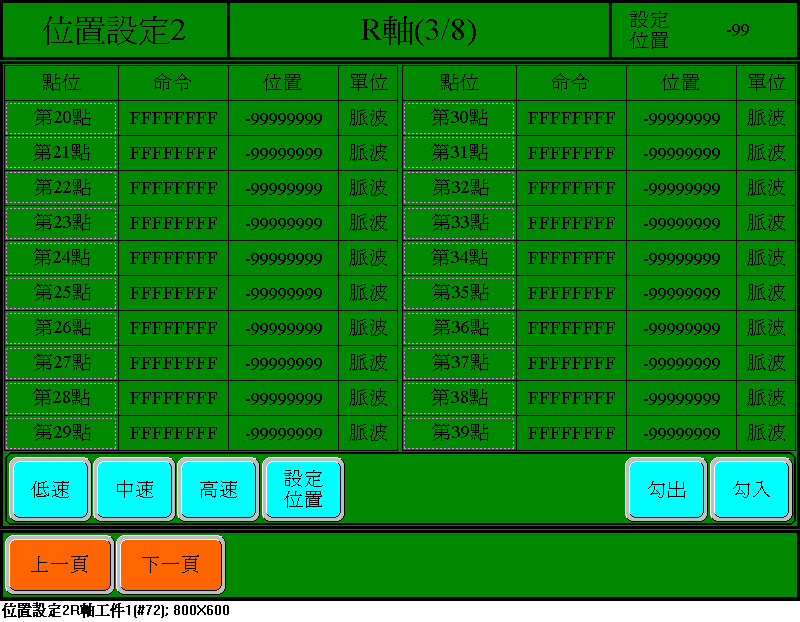 位置設定2 R軸(3/8) 設定位置 -99
點位 命令 位置 單位 點位 命令 位置 單位
第20點 FFFFFFFF -99999999 脈波 第30點 FFFFFFFF -99999999 脈波
第21點 FFFFFFFF -99999999 脈波 第31點 FFFFFFFF -99999999 脈波
第22點 FFFFFFFF -99999999 脈波 第32點 FFFFFFFF -99999999 脈波
第23點 FFFFFFFF -99999999 脈波 第33點 FFFFFFFF -99999999 脈波
第24點 FFFFFFFF -99999999 脈波 第34點 FFFFFFFF -99999999 脈波
第25點 FFFFFFFF -99999999 脈波 第35點 FFFFFFFF -99999999 脈波
第26點 FFFFFFFF -99999999 脈波 第36點 FFFFFFFF -99999999 脈波
第27點 FFFFFFFF -99999999 脈波 第37點 FFFFFFFF -99999999 脈波
第28點 FFFFFFFF -99999999 脈波 第38點 FFFFFFFF -99999999 脈波
第29點 FFFFFFFF -99999999 脈波 第39點 FFFFFFFF -99999999 脈波
低速 中速 高速 設定位置 勾出 勾入
上一頁 下一頁
位置設定2R軸工件1(#72); 800X600